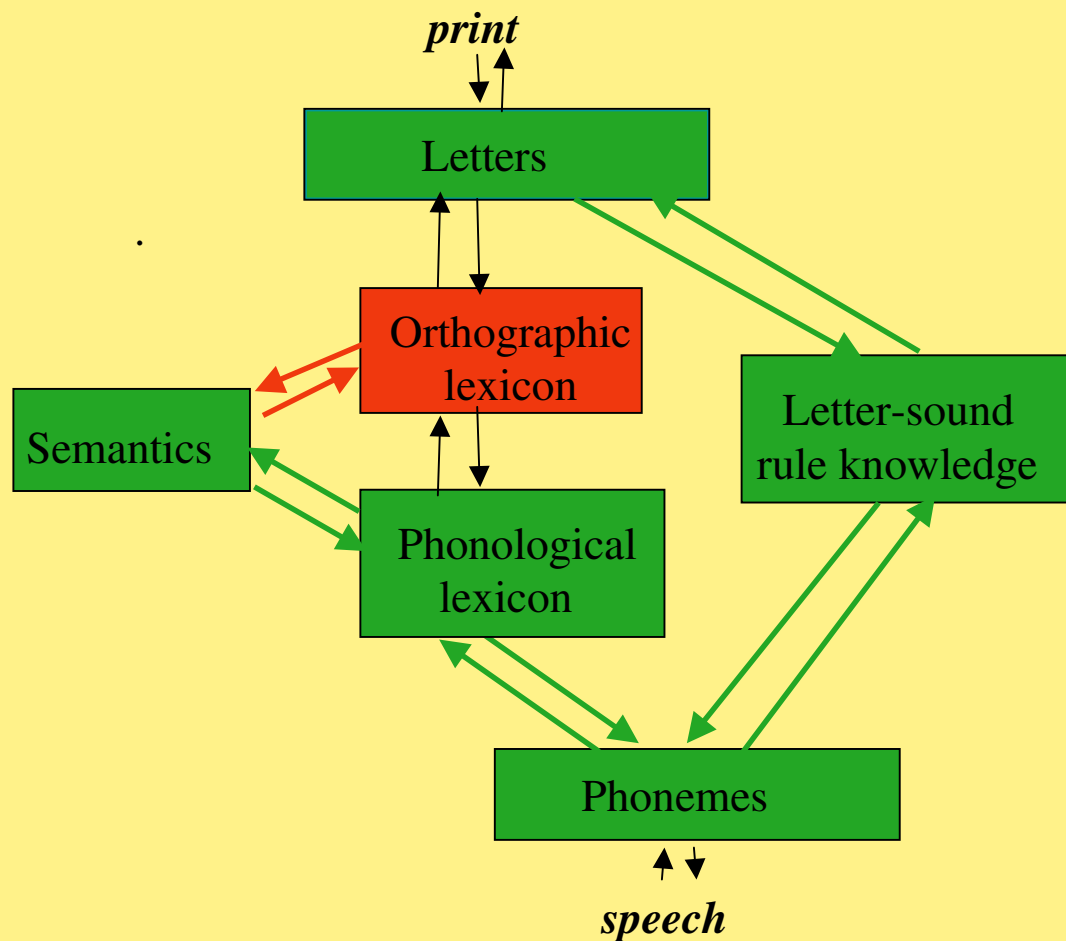 print
Letters
.
Orthographic
lexicon
Letter-sound
rule knowledge
Semantics
Phonological
lexicon
Phonemes
speech